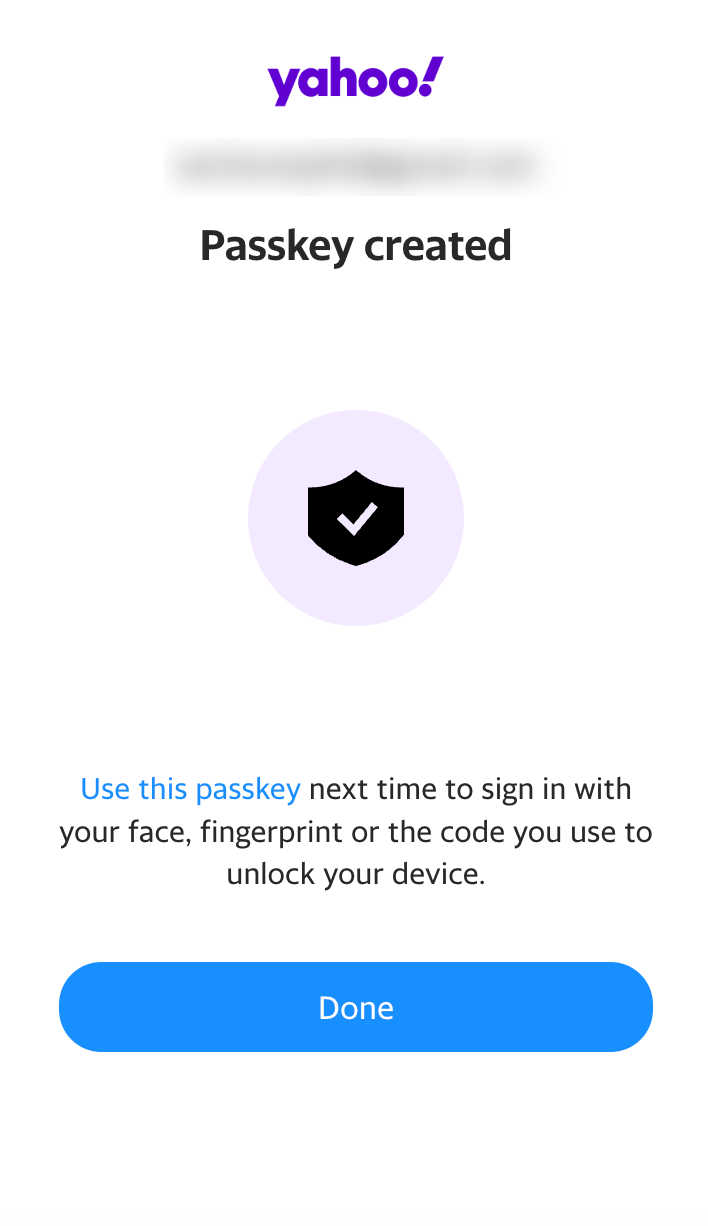 yahoo!
Passkey created
Use this passkey next time to sign in with
your face, fingerprint or the code you use to
unlock your device.
Done